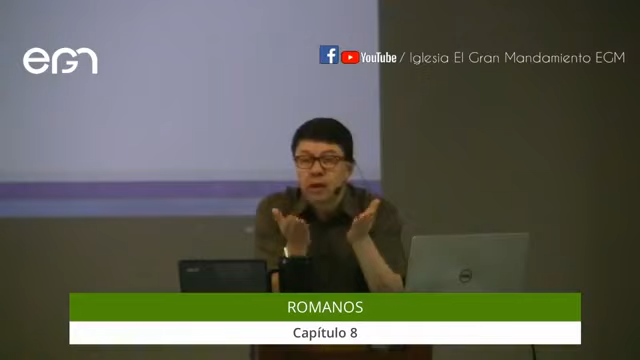 egm
YouTube / Iglesia El Gran Mandamiento EGM
DELL
ROMANOS
Capítulo 8